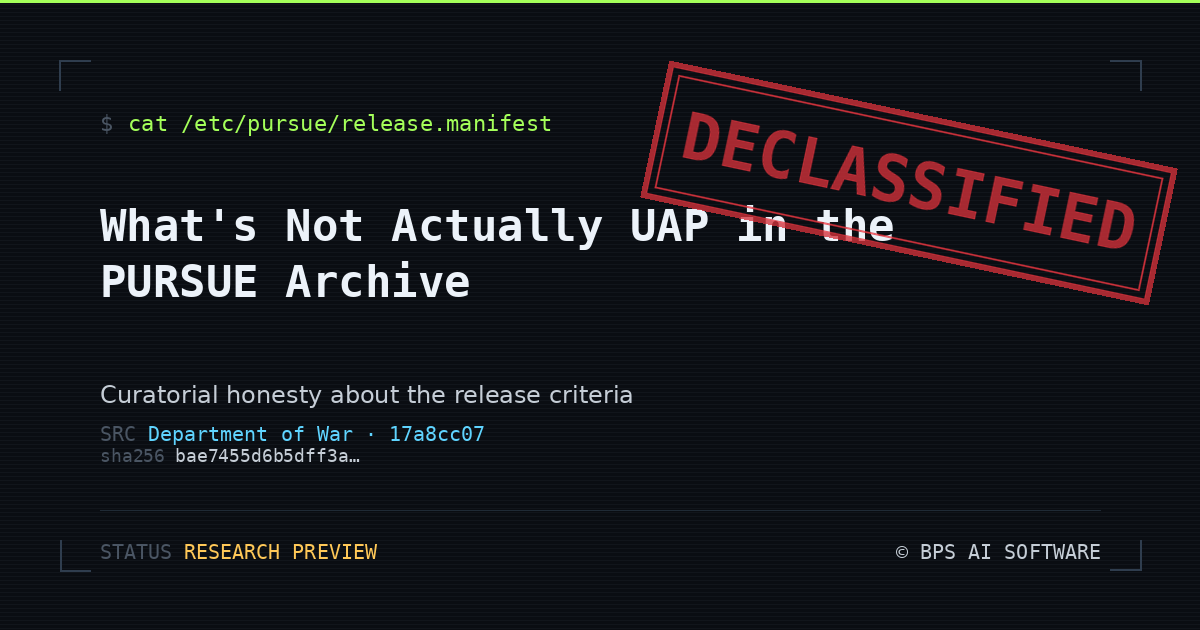 $ cat /etc/pursue/release.manifest
DECLASSIFIED
What's Not Actually UAP in the
PURSUE Archive
Curatorial honesty about the release criteria
SRC Department of War · 17a8cc07
sha256 bae7455d6b5dff3a…
STATUS RESEARCH PREVIEW
© BPS AI SOFTWARE